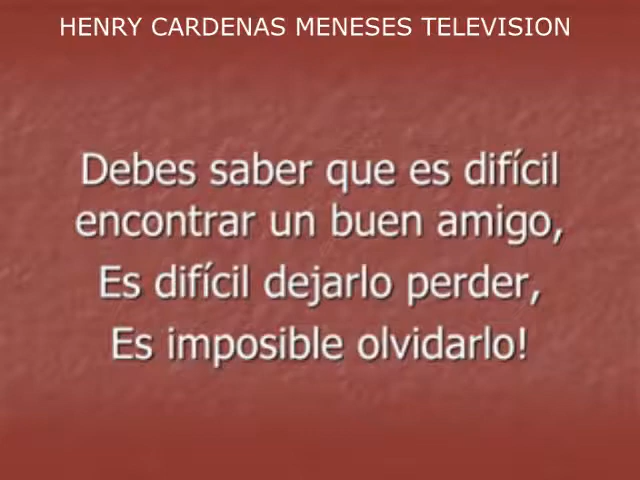 HENRY CARDENAS MENESES TELEVISION
Debes saber que es difícil
encontrar un buen amigo,
Es difícil dejarlo perder,
Es imposible olvidarlo!